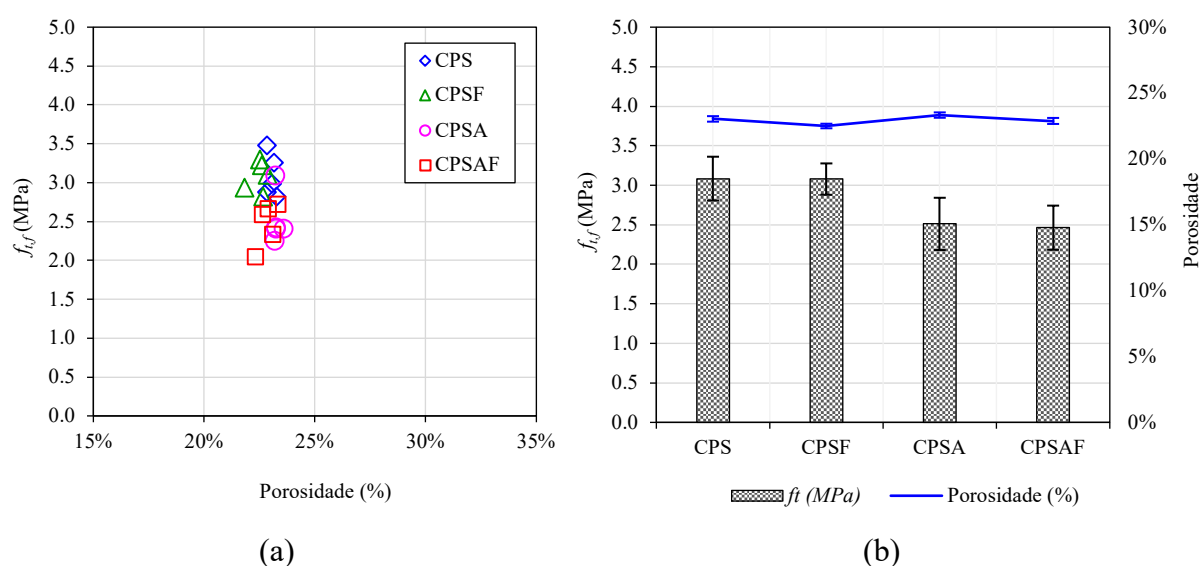 5.0
4.5
4.0
3.5
3.0
2.5
2.0
1.5
1.0
0.5
0.0
f_{t,f} (MPa)
15% 20% 25% 30% 35%
Porosidade (%)
CPS
CPSF
CPSA
CPSAF
(a)
5.0
4.5
4.0
3.5
3.0
2.5
2.0
1.5
1.0
0.5
0.0
f_{t,f} (MPa)
30%
25%
20%
15%
10%
5%
0%
Porosidade
CPS CPSF CPSA CPSAF
ft (MPa) Porosidade (%)
(b)